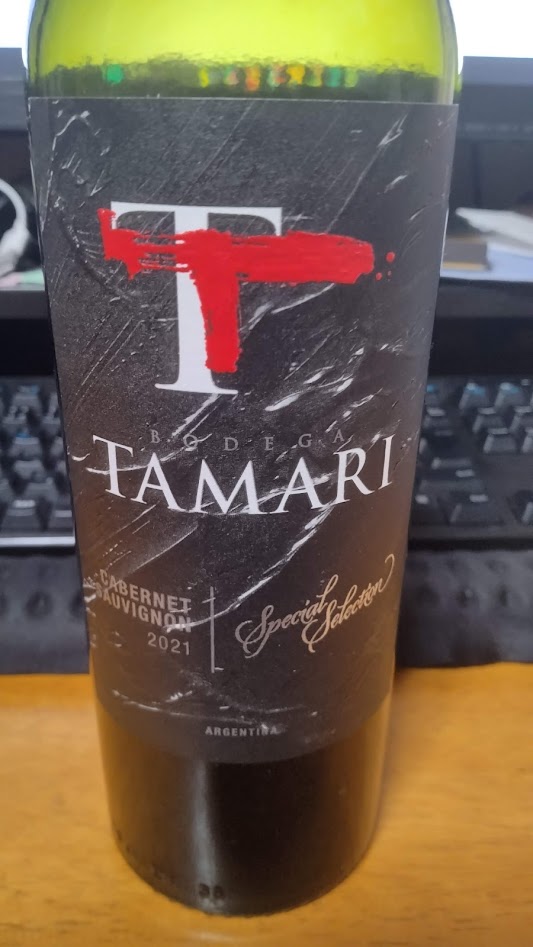 T
BODEGA
TAMARI
CABERNET
SAUVIGNON
2021
Special
Selection
ARGENTINA